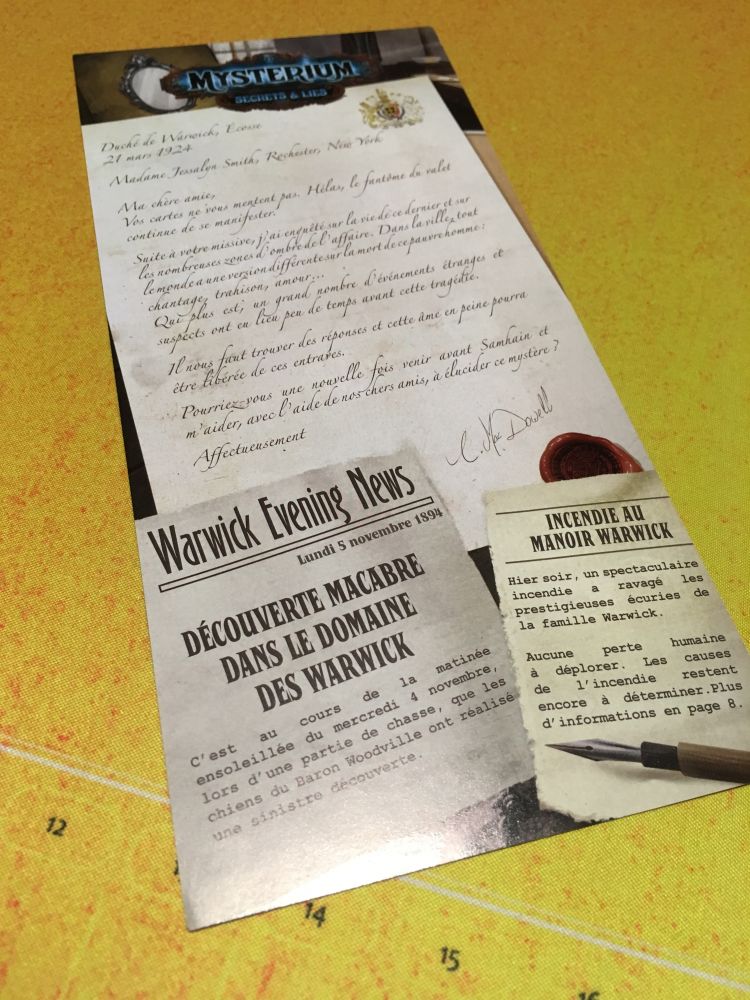 MYSTERIUM
SECRETS & LIES
Duché de Warwick, Ecosse
21 mars 1924
Madame Jessalyn Smith, Rochester, New York
Ma chère amie,
Vos cartes ne vous mentent pas. Hélas, le fantôme du valet
continue de se manifester.
Suite à votre missive, j'ai enquêté sur la vie de ce dernier et sur
les nombreuses zones d'ombre de l'affaire. Dans la ville, tout
le monde a une version différente sur la mort de ce pauvre homme :
chantage, trahison, amour...
Qui plus est, un grand nombre d'événements étranges et
suspects ont eu lieu peu de temps avant cette tragédie.
Il nous faut trouver des réponses et cette âme en peine pourra
être libérée de ces entraves.
Pourriez-vous une nouvelle fois venir avant Samhain et
m'aider, avec l'aide de nos chers amis, à élucider ce mystère ?
Affectueusement
C. Mac Dowell
Warwick Evening News
Lundi 5 novembre 1894
DÉCOUVERTE MACABRE
DANS LE DOMAINE
DES WARWICK
C'est au cours de la matinée
ensoleillée du mercredi 4 novembre,
lors d'une partie de chasse, que les
chiens du Baron Woodville ont réalisé
une sinistre découverte.
INCENDIE AU
MANOIR WARWICK
Hier soir, un spectaculaire
incendie a ravagé les
prestigieuses écuries de
la famille Warwick.
Aucune perte humaine
à déplorer. Les causes
de l'incendie restent
encore à déterminer.Plus
d'informations en page 8.
12
14
15